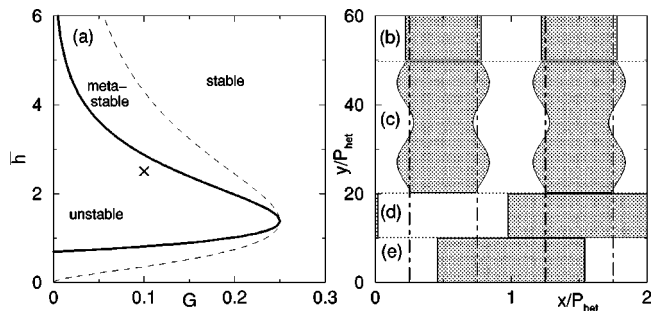 (a)
stable
meta-
stable
unstable
h̄
6
4
2
0
0
0.1
G
0.2
0.3
(b)
(c)
(d)
(e)
y/P_het
60
40
20
0
0
1
x/P_het
2